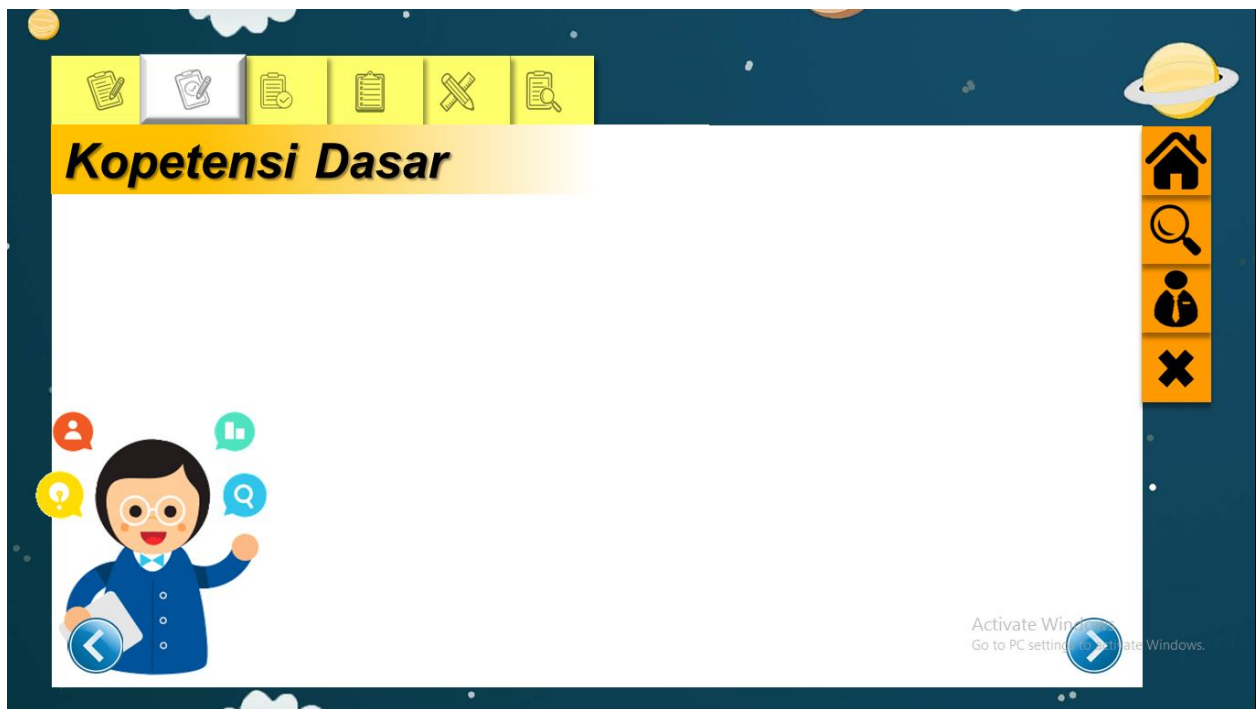 Kopetensi Dasar
Activate Windows
Go to PC settings to activate Windows.